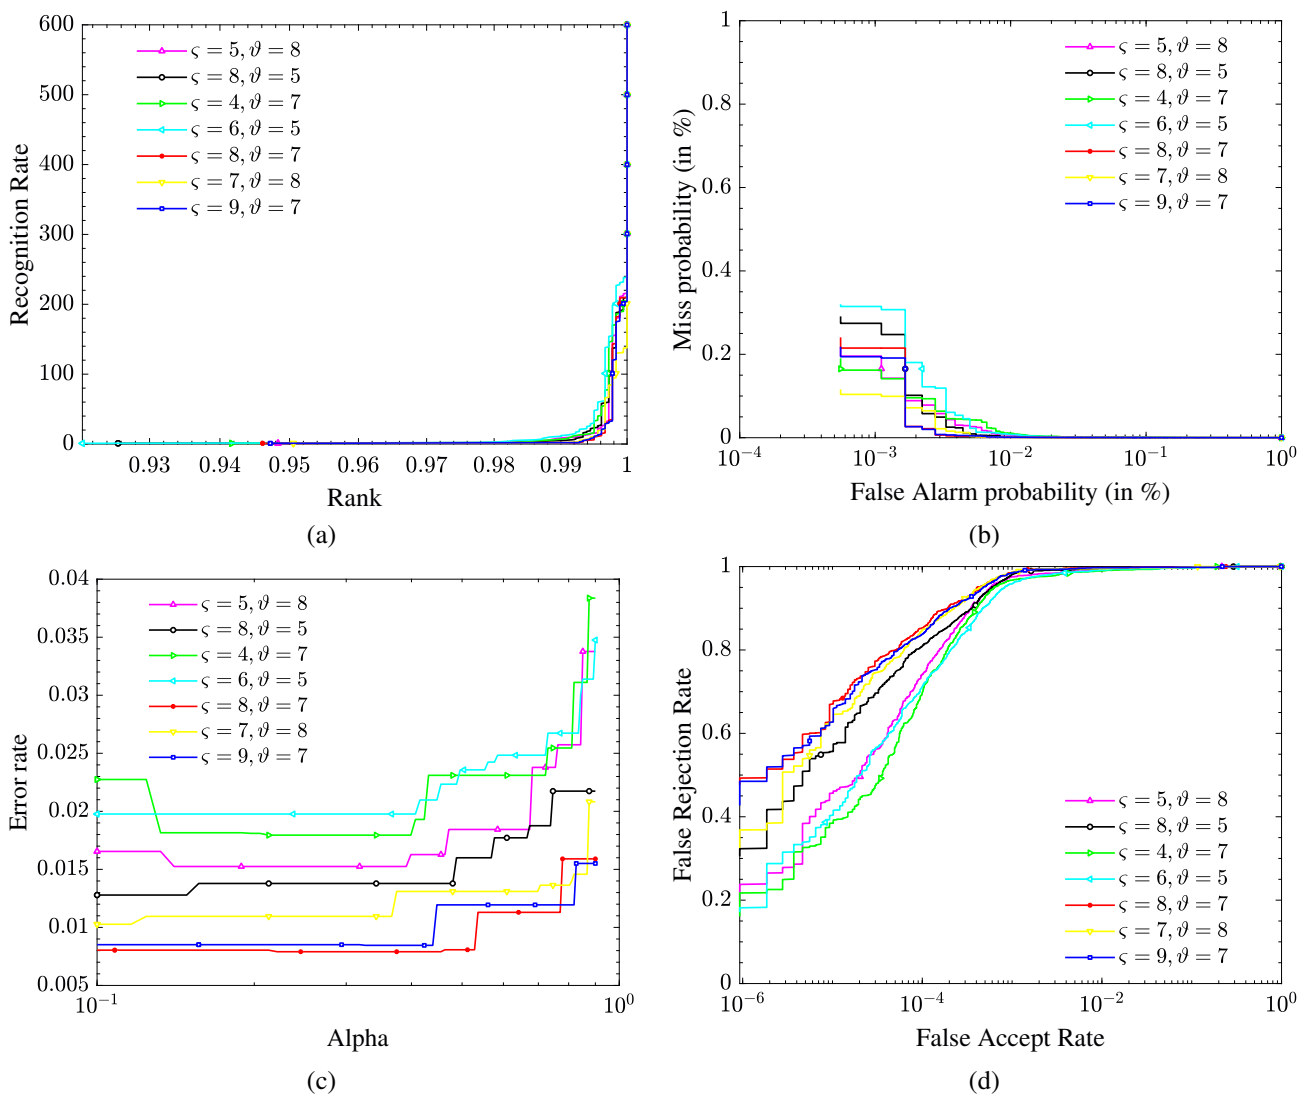 600
500
400
300
200
100
0
0.93 0.94 0.95 0.96 0.97 0.98 0.99 1
Recognition Rate
Rank
ς = 5, ϑ = 8
ς = 8, ϑ = 5
ς = 4, ϑ = 7
ς = 6, ϑ = 5
ς = 8, ϑ = 7
ς = 7, ϑ = 8
ς = 9, ϑ = 7
(a)
1
0.8
0.6
0.4
0.2
0
10⁻⁴ 10⁻³ 10⁻² 10⁻¹ 10⁰
Miss probability (in %)
False Alarm probability (in %)
ς = 5, ϑ = 8
ς = 8, ϑ = 5
ς = 4, ϑ = 7
ς = 6, ϑ = 5
ς = 8, ϑ = 7
ς = 7, ϑ = 8
ς = 9, ϑ = 7
(b)
0.04
0.035
0.03
0.025
0.02
0.015
0.01
0.005
10⁻¹ 10⁰
Error rate
Alpha
ς = 5, ϑ = 8
ς = 8, ϑ = 5
ς = 4, ϑ = 7
ς = 6, ϑ = 5
ς = 8, ϑ = 7
ς = 7, ϑ = 8
ς = 9, ϑ = 7
(c)
1
0.8
0.6
0.4
0.2
0
10⁻⁶ 10⁻⁴ 10⁻² 10⁰
False Rejection Rate
False Accept Rate
ς = 5, ϑ = 8
ς = 8, ϑ = 5
ς = 4, ϑ = 7
ς = 6, ϑ = 5
ς = 8, ϑ = 7
ς = 7, ϑ = 8
ς = 9, ϑ = 7
(d)